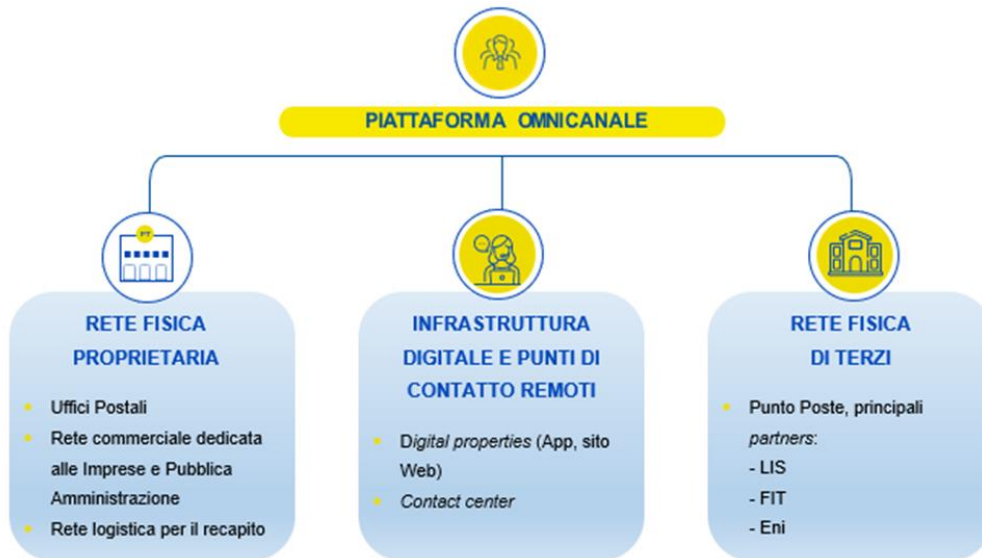 PIATTAFORMA OMNICANALE
PT
RETE FISICA
PROPRIETARIA
Uffici Postali
Rete commerciale dedicata
alle Imprese e Pubblica
Amministrazione
Rete logistica per il recapito
INFRASTRUTTURA
DIGITALE E PUNTI DI
CONTATTO REMOTI
Digital properties (App, sito
Web)
Contact center
RETE FISICA
DI TERZI
Punto Poste, principali
partners:
- LIS
- FIT
- Eni